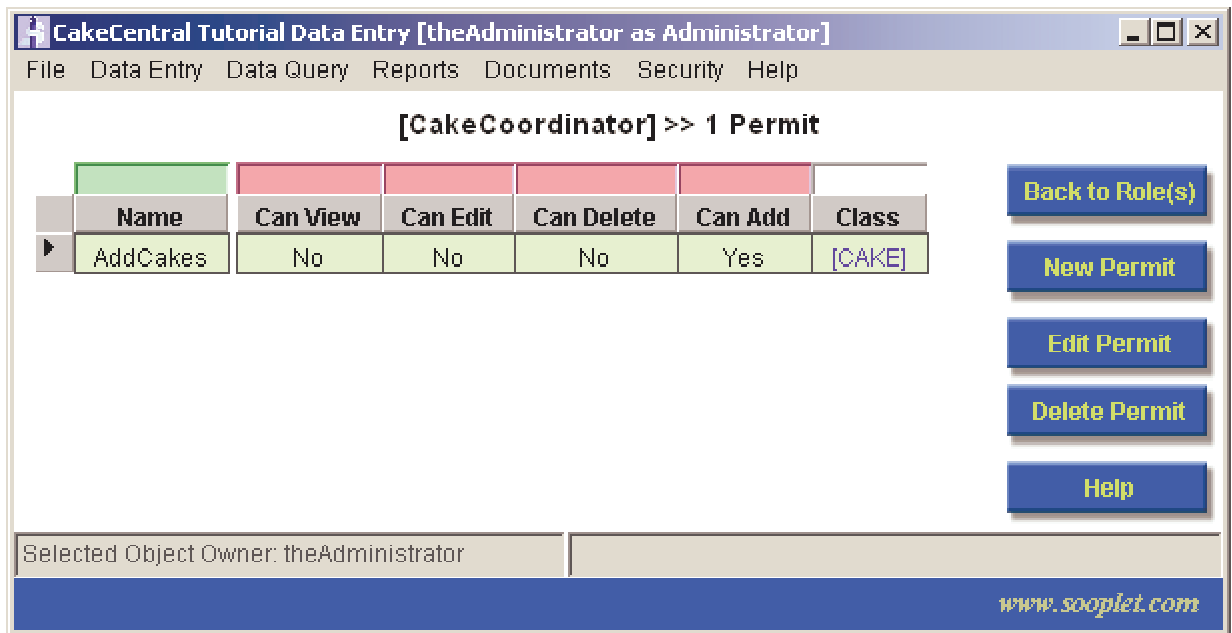 CakeCentral Tutorial Data Entry [theAdministrator as Administrator]
File Data Entry Data Query Reports Documents Security Help
[CakeCoordinator] >> 1 Permit
Name Can View Can Edit Can Delete Can Add Class
AddCakes No No No Yes [CAKE]
Back to Role(s)
New Permit
Edit Permit
Delete Permit
Help
Selected Object Owner: theAdministrator
www.sooplet.com